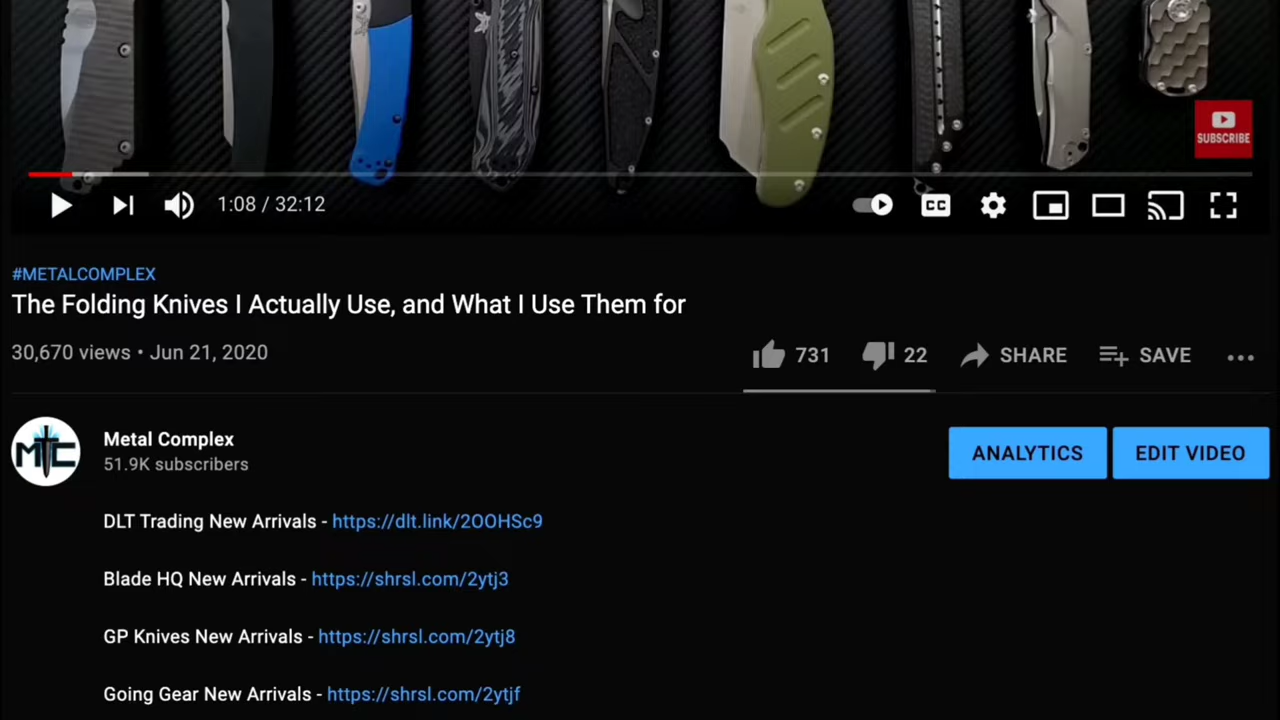 SUBSCRIBE
1:08 / 32:12
CC
#METALCOMPLEX
The Folding Knives I Actually Use, and What I Use Them for
30,670 views • Jun 21, 2020
731 22 SHARE SAVE
MTC
Metal Complex
51.9K subscribers
ANALYTICS EDIT VIDEO
DLT Trading New Arrivals - https://dlt.link/2OOHSc9
Blade HQ New Arrivals - https://shrsl.com/2ytj3
GP Knives New Arrivals - https://shrsl.com/2ytj8
Going Gear New Arrivals - https://shrsl.com/2ytjf